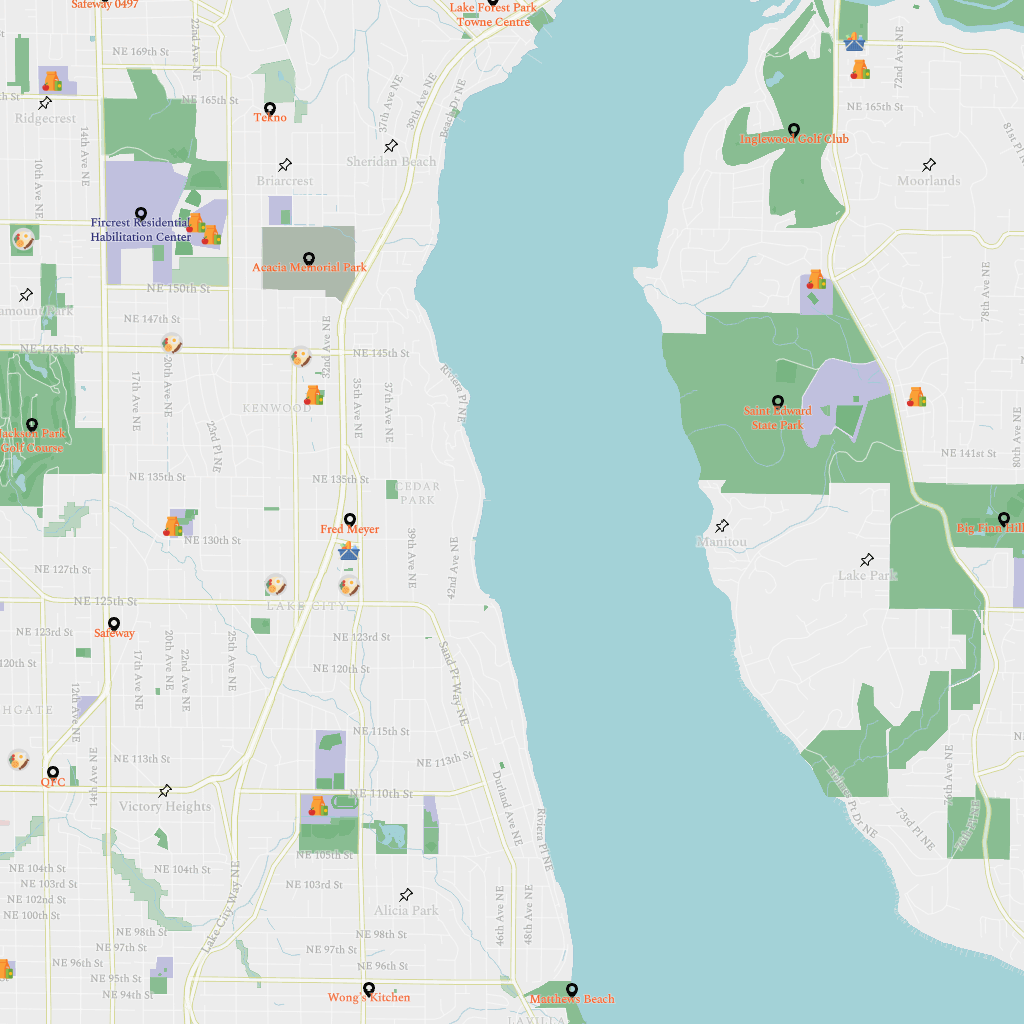 Safeway 0497
Lake Forest Park
Towne Centre
22nd Ave NE
NE 169th St
72nd Ave NE
37th Ave NE
39th Ave NE
NE 165th St
Beach Dr NE
NE 165th St
Ridgecrest
Tekno
Inglewood Golf Club
14th Ave NE
10th Ave NE
Sheridan Beach
Briarcrest
Moorlands
Fircrest Residential
Habilitation Center
Acacia Memorial Park
NE 150th St
78th Ave NE
NE 147th St
32nd Ave NE
NE 145th St
NE 145th St
20th Ave NE
17th Ave NE
35th Ave NE
37th Ave NE
Riviera Pl NE
KENWOOD
Saint Edward
State Park
Jackson Park
Golf Course
23rd Pl NE
80th Ave NE
NE 141st St
NE 135th St
NE 135th St
CEDAR
PARK
Fred Meyer
Big Finn Hill
Manitou
NE 130th St
39th Ave NE
42nd Ave NE
NE 127th St
Lake Park
NE 125th St
LAKE CITY
Safeway
NE 123rd St
NE 123rd St
20th Ave NE
25th Ave NE
17th Ave NE
22nd Ave NE
120th St
NE 120th St
Sand Pt Way NE
12th Ave NE
NE 115th St
NE 113th St
NE 113th St
QFC
14th Ave NE
76th Ave NE
Victory Heights
NE 110th St
Durland Ave NE
Riviera Pl NE
Holmes Pt Dr NE
73rd Pl NE
NE 105th St
NE 104th St
NE 104th St
NE 103rd St
NE 103rd St
NE 102nd St
NE 100th St
Alicia Park
Lake City Way NE
46th Ave NE
48th Ave NE
NE 98th St
NE 98th St
NE 97th St
NE 97th St
NE 96th St
NE 96th St
NE 95th St
NE 94th St
Wong's Kitchen
Matthews Beach